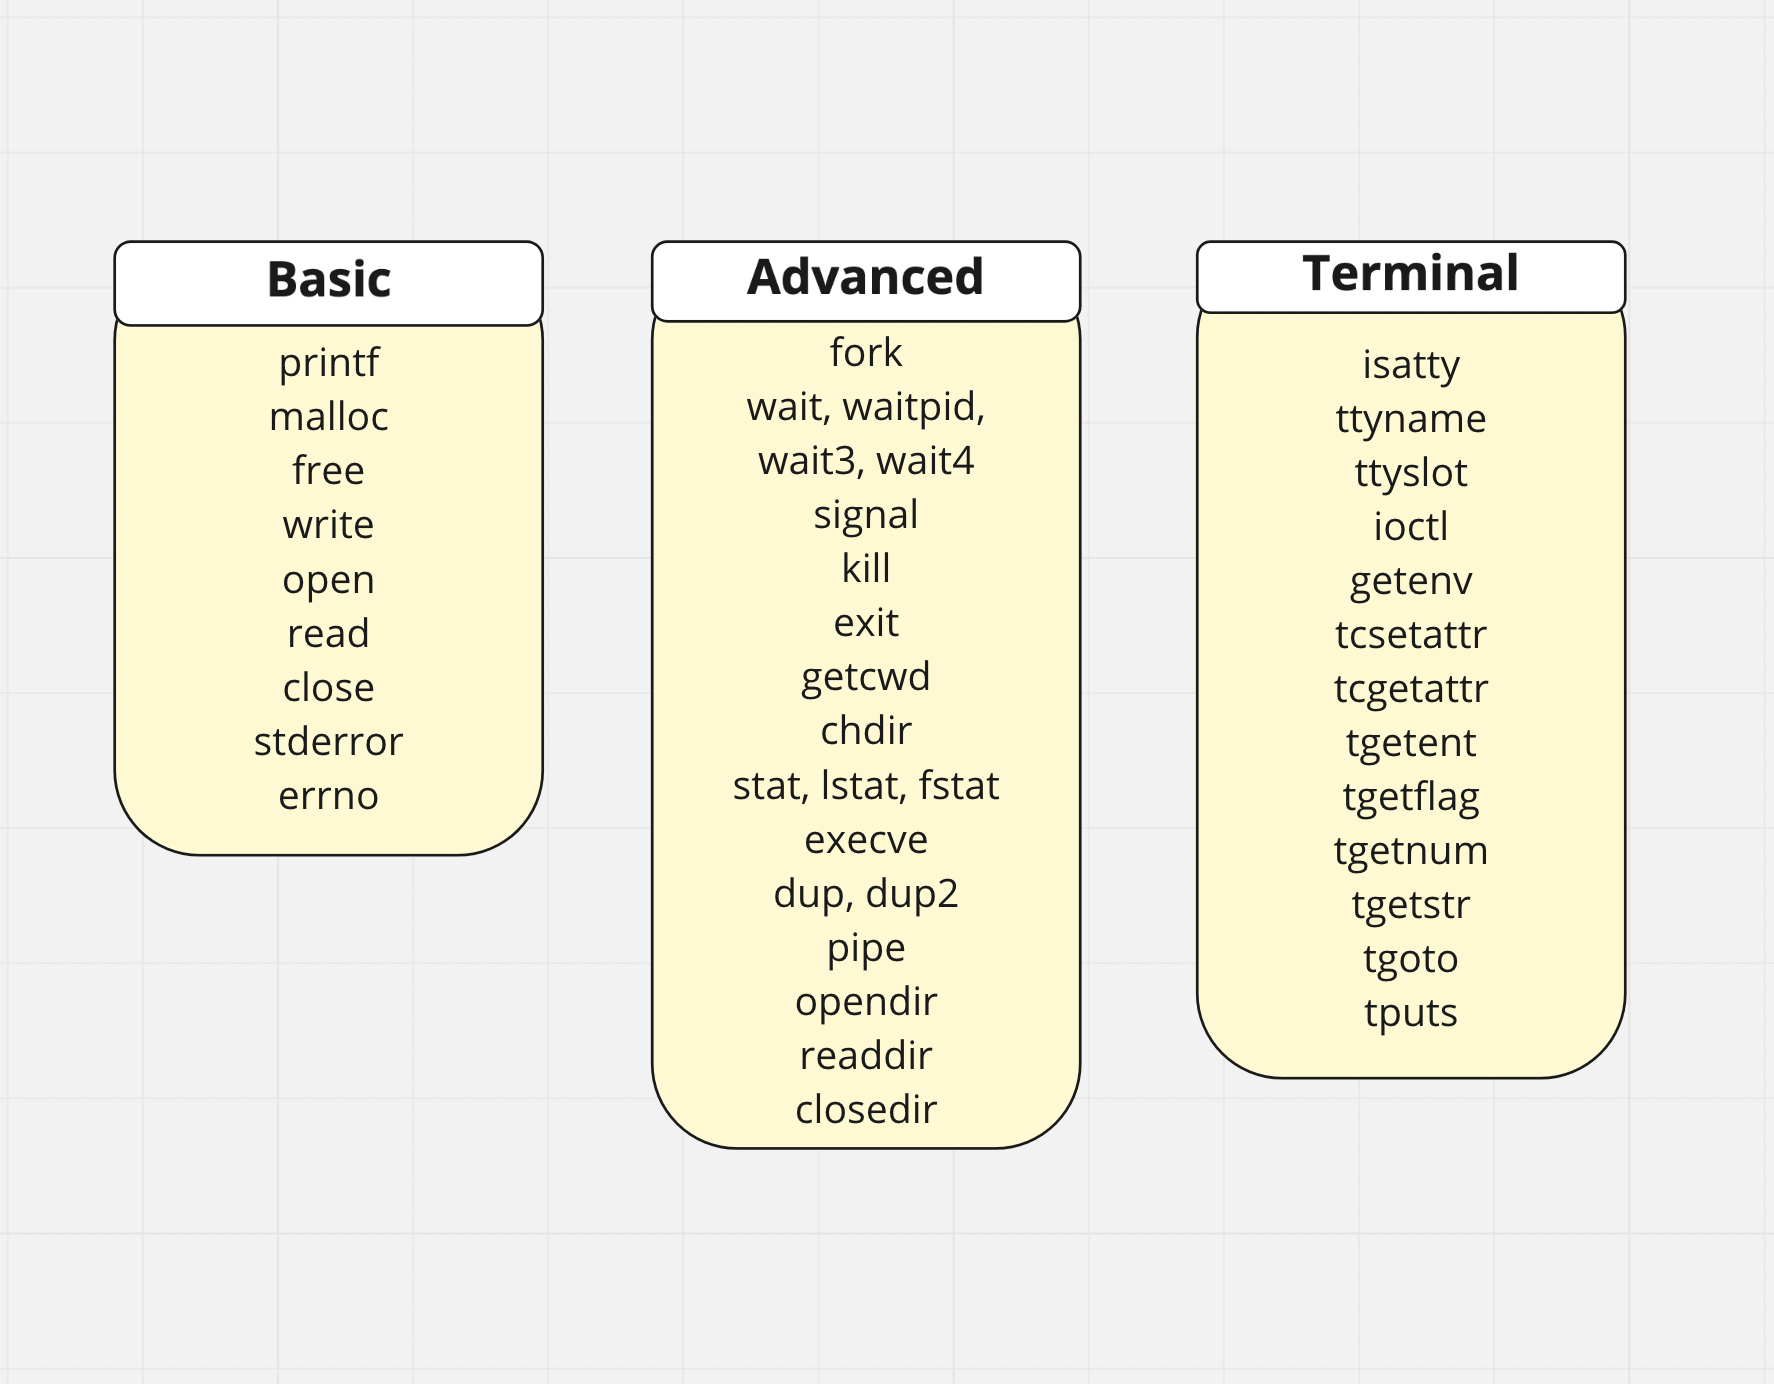 Basic
printf
malloc
free
write
open
read
close
stderror
errno
Advanced
fork
wait, waitpid,
wait3, wait4
signal
kill
exit
getcwd
chdir
stat, lstat, fstat
execve
dup, dup2
pipe
opendir
readdir
closedir
Terminal
isatty
ttyname
ttyslot
ioctl
getenv
tcsetattr
tcgetattr
tgetent
tgetflag
tgetnum
tgetstr
tgoto
tputs